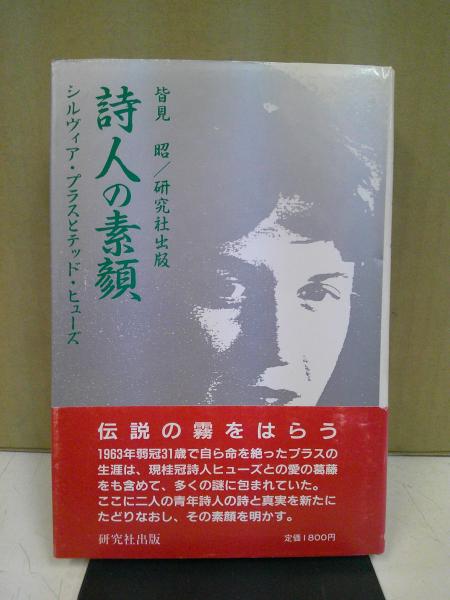 皆見 昭／研究社出版
詩人の素顔
シルヴィア・プラスとテッド・ヒューズ
伝説の霧をはらう
1963年弱冠31歳で自ら命を絶ったプラスの
生涯は、現桂冠詩人ヒューズとの愛の葛藤
をも含めて、多くの謎に包まれていた。
ここに二人の青年詩人の詩と真実を新たに
たどりなおし、その素顔を明かす。
研究社出版
定価1800円